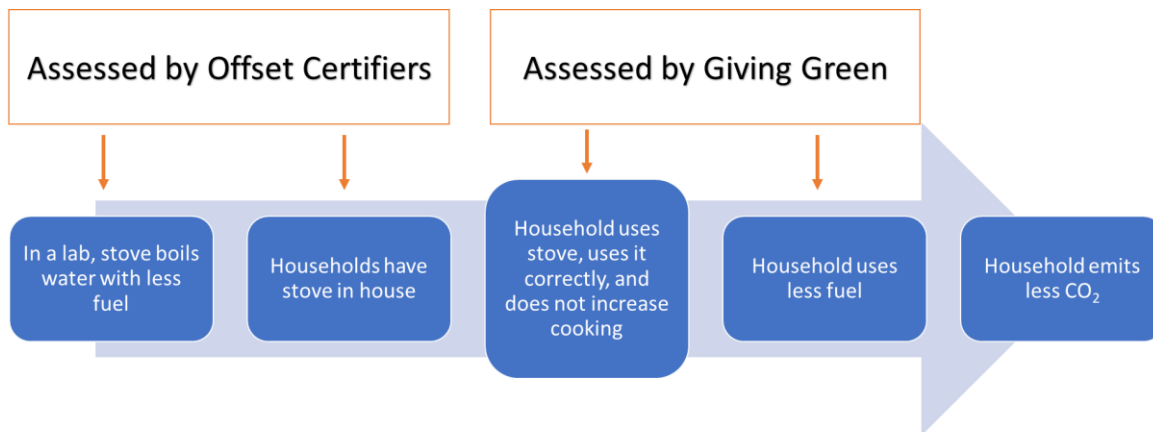 Assessed by Offset Certifiers
Assessed by Giving Green
In a lab, stove boils
water with less
fuel
Households have
stove in house
Household uses
stove, uses it
correctly, and
does not increase
cooking
Household uses
less fuel
Household emits
less CO₂